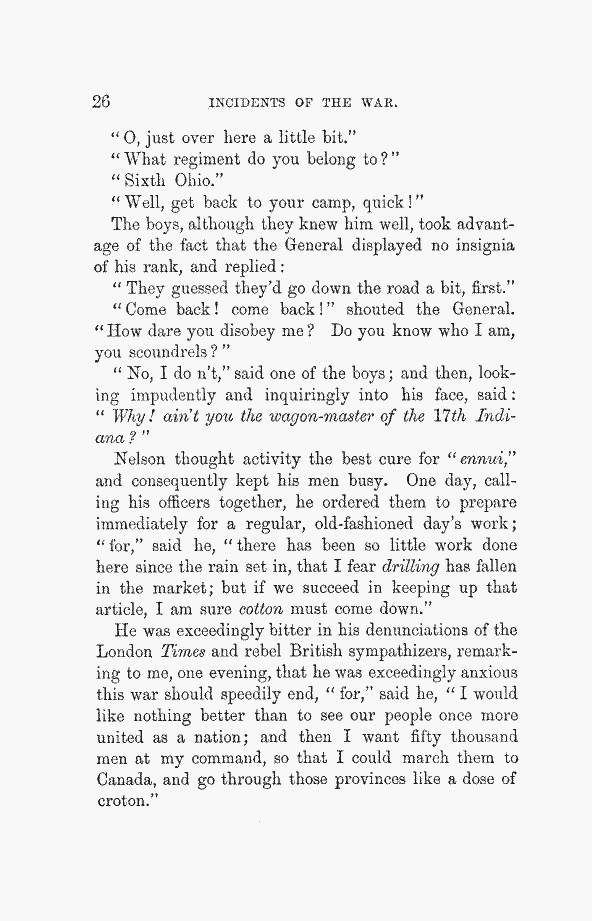 26 INCIDENTS OF THE WAR.
“ O, just over here a little bit.”
“ What regiment do you belong to ? ”
“ Sixth Ohio.”
“ Well, get back to your camp, quick ! ”
The boys, although they knew him well, took advant-
age of the fact that the General displayed no insignia
of his rank, and replied :
“ They guessed they’d go down the road a bit, first.”
“ Come back ! come back ! ” shouted the General.
“ How dare you disobey me ? Do you know who I am,
you scoundrels ? ”
“ No, I do n’t,” said one of the boys ; and then, look-
ing impudently and inquiringly into his face, said :
“ Why ! ain’t you the wagon-master of the 17th Indi-
ana ? ”
Nelson thought activity the best cure for “ ennui,”
and consequently kept his men busy. One day, call-
ing his officers together, he ordered them to prepare
immediately for a regular, old-fashioned day’s work ;
“ for,” said he, “ there has been so little work done
here since the rain set in, that I fear drilling has fallen
in the market ; but if we succeed in keeping up that
article, I am sure cotton must come down.”
He was exceedingly bitter in his denunciations of the
London Times and rebel British sympathizers, remark-
ing to me, one evening, that he was exceedingly anxious
this war should speedily end, “ for,” said he, “ I would
like nothing better than to see our people once more
united as a nation ; and then I want fifty thousand
men at my command, so that I could march them to
Canada, and go through those provinces like a dose of
croton.”